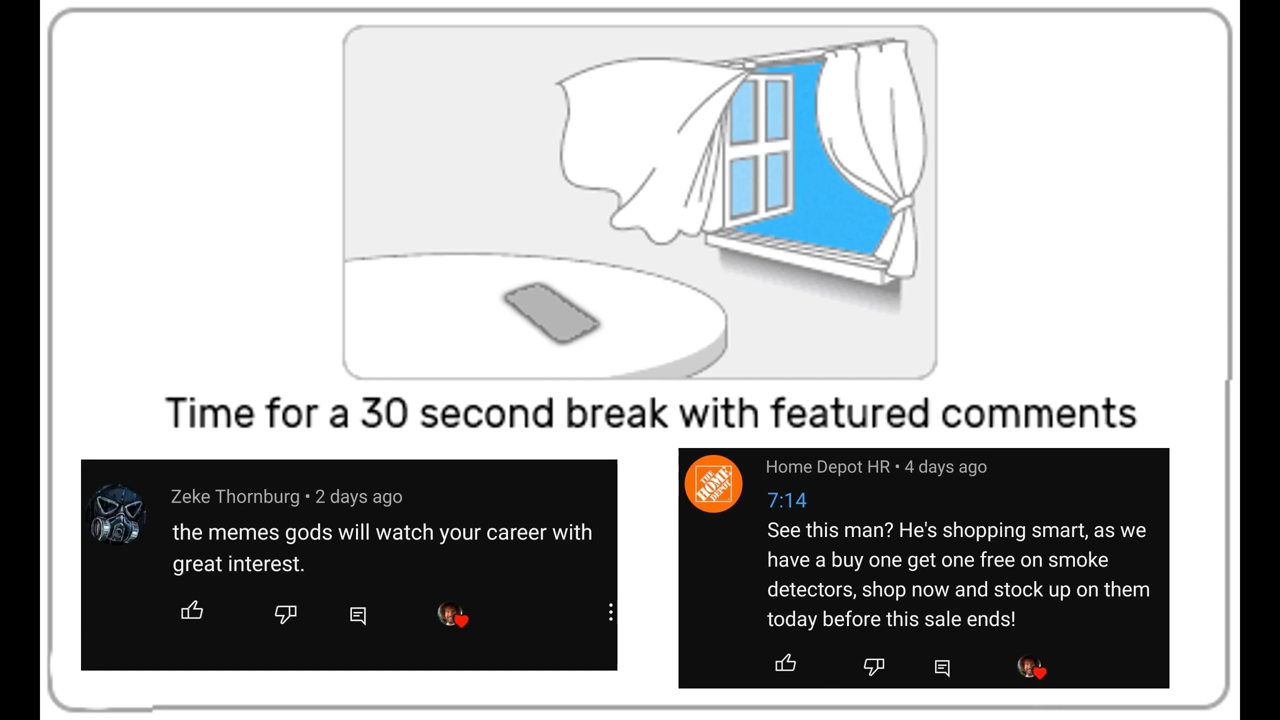 Time for a 30 second break with featured comments
Zeke Thornburg • 2 days ago
the memes gods will watch your career with
great interest.
THE
HOME
DEPOT
Home Depot HR • 4 days ago
7:14
See this man? He's shopping smart, as we
have a buy one get one free on smoke
detectors, shop now and stock up on them
today before this sale ends!